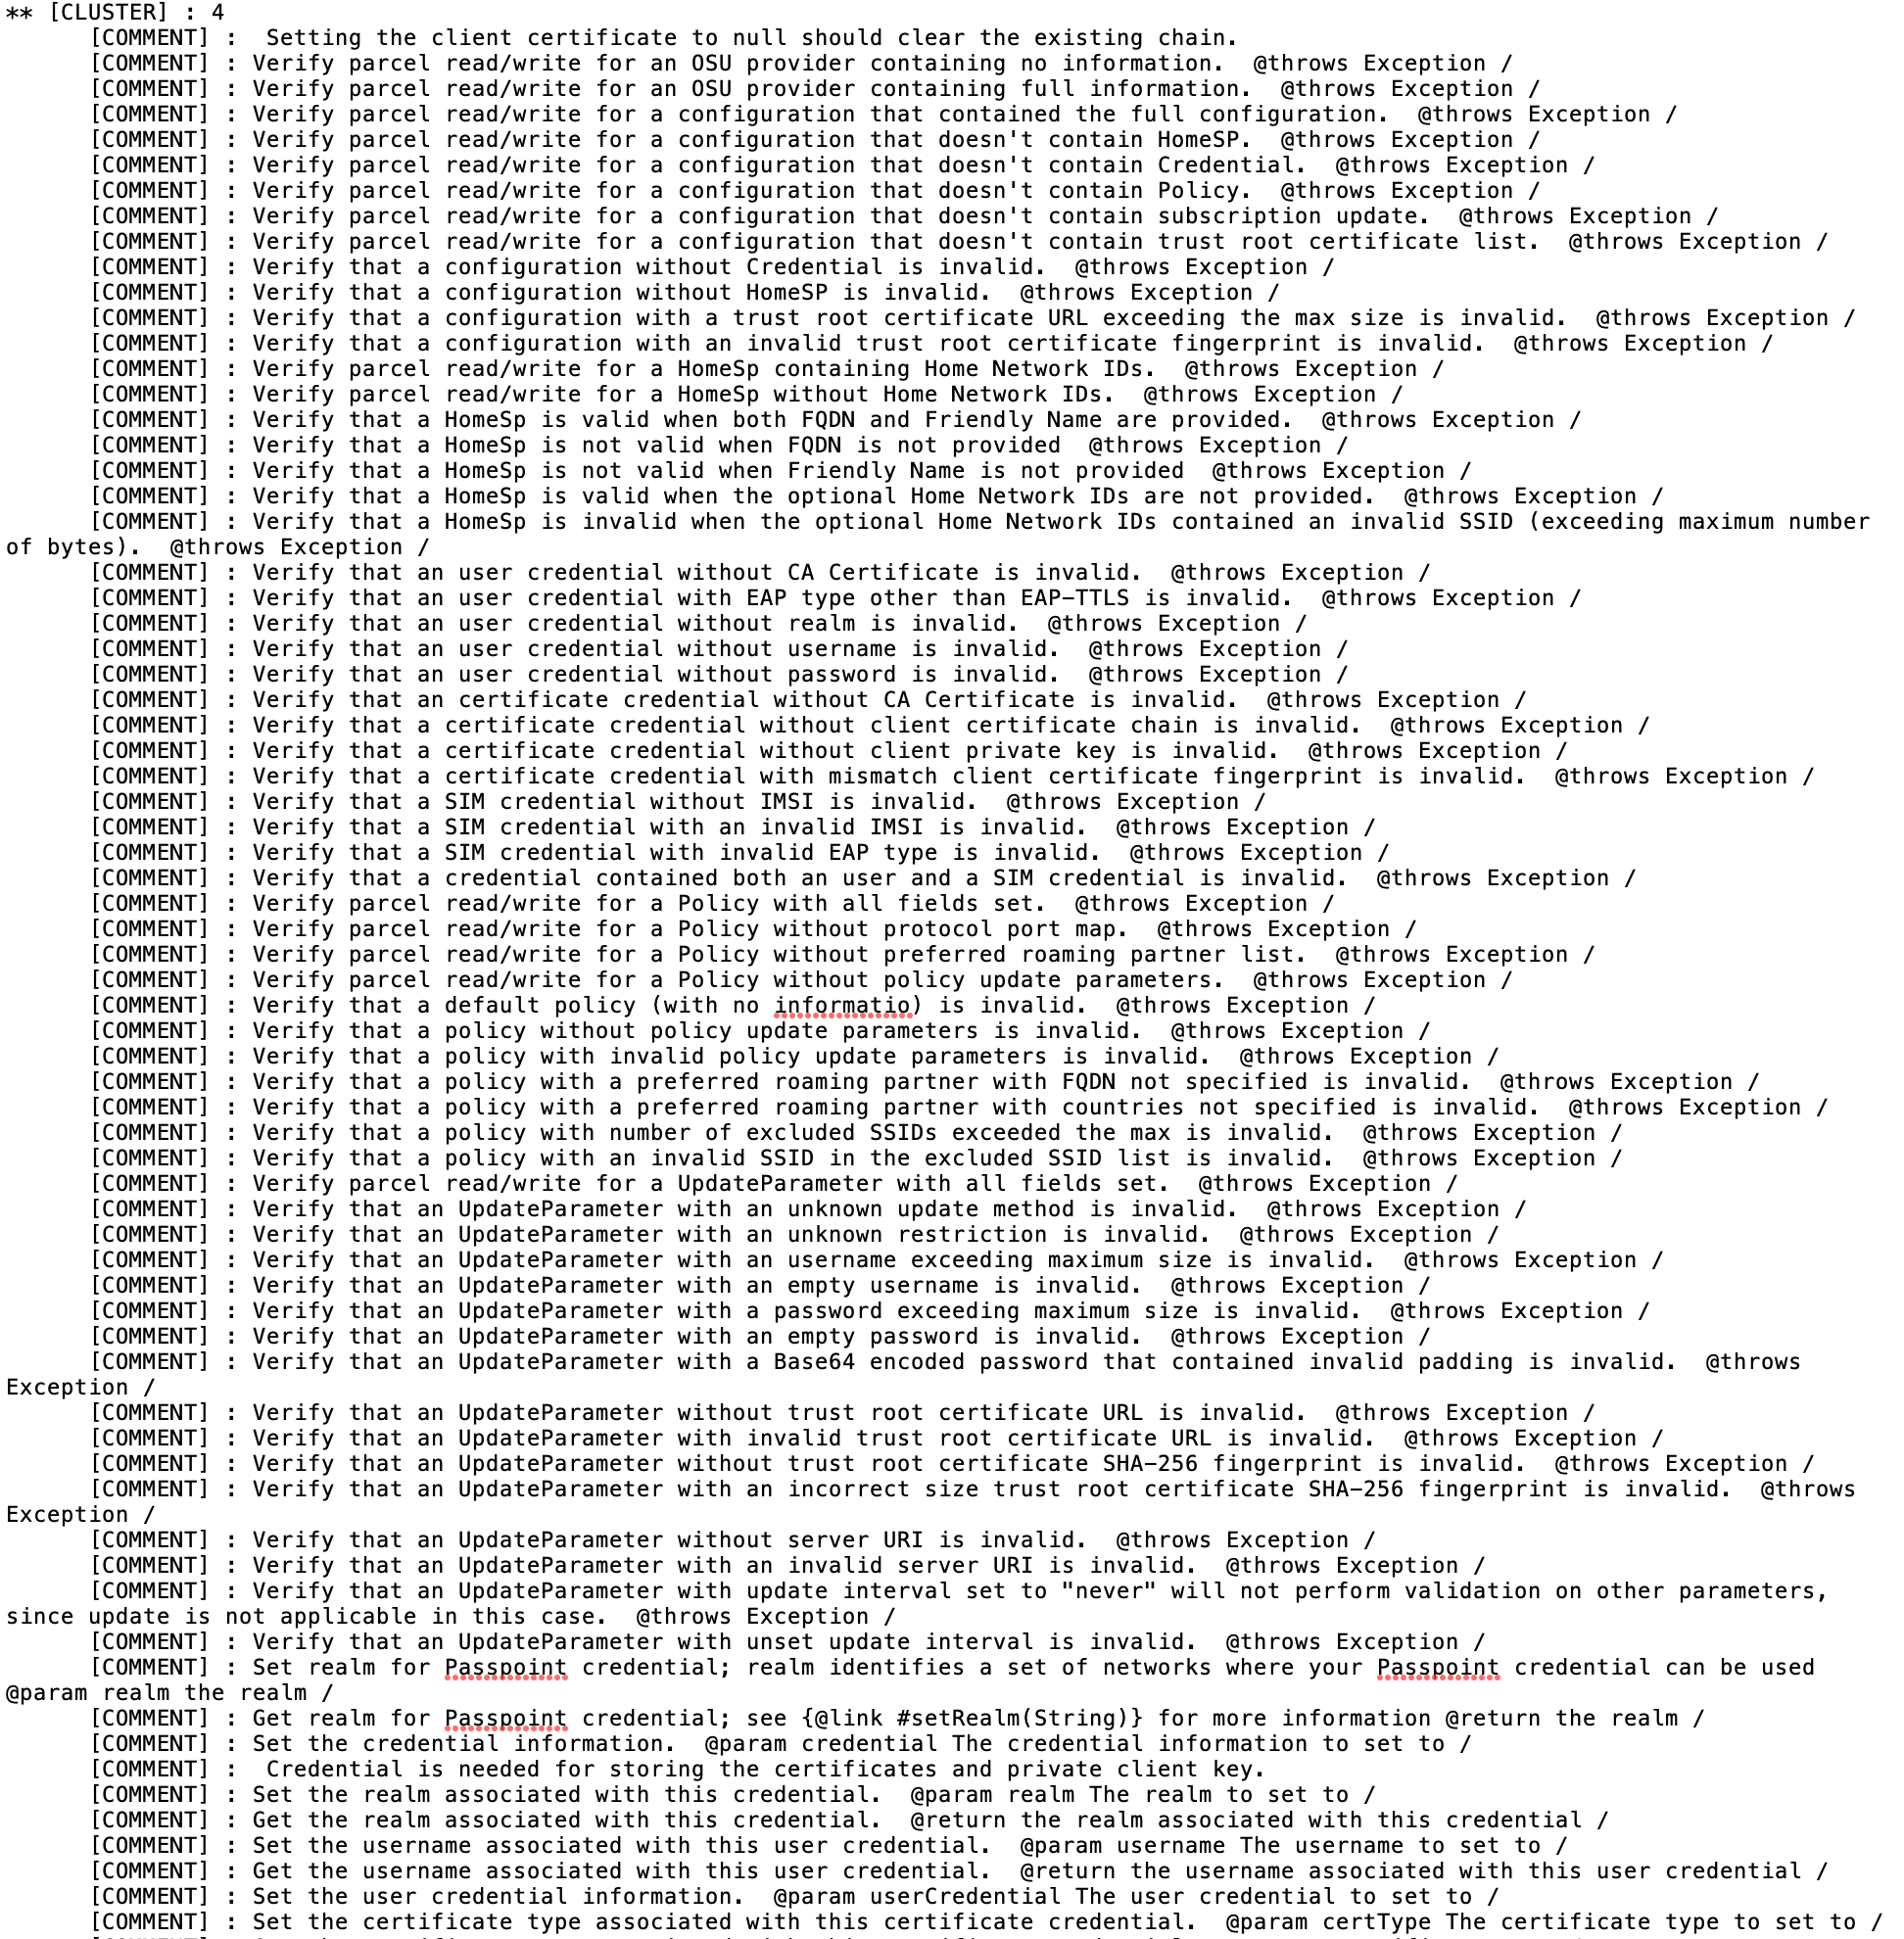 ** [CLUSTER] : 4
[COMMENT] :  Setting the client certificate to null should clear the existing chain.
[COMMENT] : Verify parcel read/write for an OSU provider containing no information.  @throws Exception /
[COMMENT] : Verify parcel read/write for an OSU provider containing full information.  @throws Exception /
[COMMENT] : Verify parcel read/write for a configuration that contained the full configuration.  @throws Exception /
[COMMENT] : Verify parcel read/write for a configuration that doesn't contain HomeSP.  @throws Exception /
[COMMENT] : Verify parcel read/write for a configuration that doesn't contain Credential.  @throws Exception /
[COMMENT] : Verify parcel read/write for a configuration that doesn't contain Policy.  @throws Exception /
[COMMENT] : Verify parcel read/write for a configuration that doesn't contain subscription update.  @throws Exception /
[COMMENT] : Verify parcel read/write for a configuration that doesn't contain trust root certificate list.  @throws Exception /
[COMMENT] : Verify that a configuration without Credential is invalid.  @throws Exception /
[COMMENT] : Verify that a configuration without HomeSP is invalid.  @throws Exception /
[COMMENT] : Verify that a configuration with a trust root certificate URL exceeding the max size is invalid.  @throws Exception /
[COMMENT] : Verify that a configuration with an invalid trust root certificate fingerprint is invalid.  @throws Exception /
[COMMENT] : Verify parcel read/write for a HomeSp containing Home Network IDs.  @throws Exception /
[COMMENT] : Verify parcel read/write for a HomeSp without Home Network IDs.  @throws Exception /
[COMMENT] : Verify that a HomeSp is valid when both FQDN and Friendly Name are provided.  @throws Exception /
[COMMENT] : Verify that a HomeSp is not valid when FQDN is not provided  @throws Exception /
[COMMENT] : Verify that a HomeSp is not valid when Friendly Name is not provided  @throws Exception /
[COMMENT] : Verify that a HomeSp is valid when the optional Home Network IDs are not provided.  @throws Exception /
[COMMENT] : Verify that a HomeSp is invalid when the optional Home Network IDs contained an invalid SSID (exceeding maximum number
of bytes).  @throws Exception /
[COMMENT] : Verify that an user credential without CA Certificate is invalid.  @throws Exception /
[COMMENT] : Verify that an user credential with EAP type other than EAP-TTLS is invalid.  @throws Exception /
[COMMENT] : Verify that an user credential without realm is invalid.  @throws Exception /
[COMMENT] : Verify that an user credential without username is invalid.  @throws Exception /
[COMMENT] : Verify that an user credential without password is invalid.  @throws Exception /
[COMMENT] : Verify that an certificate credential without CA Certificate is invalid.  @throws Exception /
[COMMENT] : Verify that a certificate credential without client certificate chain is invalid.  @throws Exception /
[COMMENT] : Verify that a certificate credential without client private key is invalid.  @throws Exception /
[COMMENT] : Verify that a certificate credential with mismatch client certificate fingerprint is invalid.  @throws Exception /
[COMMENT] : Verify that a SIM credential without IMSI is invalid.  @throws Exception /
[COMMENT] : Verify that a SIM credential with an invalid IMSI is invalid.  @throws Exception /
[COMMENT] : Verify that a SIM credential with invalid EAP type is invalid.  @throws Exception /
[COMMENT] : Verify that a credential contained both an user and a SIM credential is invalid.  @throws Exception /
[COMMENT] : Verify parcel read/write for a Policy with all fields set.  @throws Exception /
[COMMENT] : Verify parcel read/write for a Policy without protocol port map.  @throws Exception /
[COMMENT] : Verify parcel read/write for a Policy without preferred roaming partner list.  @throws Exception /
[COMMENT] : Verify parcel read/write for a Policy without policy update parameters.  @throws Exception /
[COMMENT] : Verify that a default policy (with no informatio) is invalid.  @throws Exception /
[COMMENT] : Verify that a policy without policy update parameters is invalid.  @throws Exception /
[COMMENT] : Verify that a policy with invalid policy update parameters is invalid.  @throws Exception /
[COMMENT] : Verify that a policy with a preferred roaming partner with FQDN not specified is invalid.  @throws Exception /
[COMMENT] : Verify that a policy with a preferred roaming partner with countries not specified is invalid.  @throws Exception /
[COMMENT] : Verify that a policy with number of excluded SSIDs exceeded the max is invalid.  @throws Exception /
[COMMENT] : Verify that a policy with an invalid SSID in the excluded SSID list is invalid.  @throws Exception /
[COMMENT] : Verify parcel read/write for a UpdateParameter with all fields set.  @throws Exception /
[COMMENT] : Verify that an UpdateParameter with an unknown update method is invalid.  @throws Exception /
[COMMENT] : Verify that an UpdateParameter with an unknown restriction is invalid.  @throws Exception /
[COMMENT] : Verify that an UpdateParameter with an username exceeding maximum size is invalid.  @throws Exception /
[COMMENT] : Verify that an UpdateParameter with an empty username is invalid.  @throws Exception /
[COMMENT] : Verify that an UpdateParameter with a password exceeding maximum size is invalid.  @throws Exception /
[COMMENT] : Verify that an UpdateParameter with an empty password is invalid.  @throws Exception /
[COMMENT] : Verify that an UpdateParameter with a Base64 encoded password that contained invalid padding is invalid.  @throws
Exception /
[COMMENT] : Verify that an UpdateParameter without trust root certificate URL is invalid.  @throws Exception /
[COMMENT] : Verify that an UpdateParameter with invalid trust root certificate URL is invalid.  @throws Exception /
[COMMENT] : Verify that an UpdateParameter without trust root certificate SHA-256 fingerprint is invalid.  @throws Exception /
[COMMENT] : Verify that an UpdateParameter with an incorrect size trust root certificate SHA-256 fingerprint is invalid.  @throws
Exception /
[COMMENT] : Verify that an UpdateParameter without server URI is invalid.  @throws Exception /
[COMMENT] : Verify that an UpdateParameter with an invalid server URI is invalid.  @throws Exception /
[COMMENT] : Verify that an UpdateParameter with update interval set to "never" will not perform validation on other parameters,
since update is not applicable in this case.  @throws Exception /
[COMMENT] : Verify that an UpdateParameter with unset update interval is invalid.  @throws Exception /
[COMMENT] : Set realm for Passpoint credential; realm identifies a set of networks where your Passpoint credential can be used
@param realm the realm /
[COMMENT] : Get realm for Passpoint credential; see {@link #setRealm(String)} for more information @return the realm /
[COMMENT] : Set the credential information.  @param credential The credential information to set to /
[COMMENT] :  Credential is needed for storing the certificates and private client key.
[COMMENT] : Set the realm associated with this credential.  @param realm The realm to set to /
[COMMENT] : Get the realm associated with this credential.  @return the realm associated with this credential /
[COMMENT] : Set the username associated with this user credential.  @param username The username to set to /
[COMMENT] : Get the username associated with this user credential.  @return the username associated with this user credential /
[COMMENT] : Set the user credential information.  @param userCredential The user credential to set to /
[COMMENT] : Set the certificate type associated with this certificate credential.  @param certType The certificate type to set to /